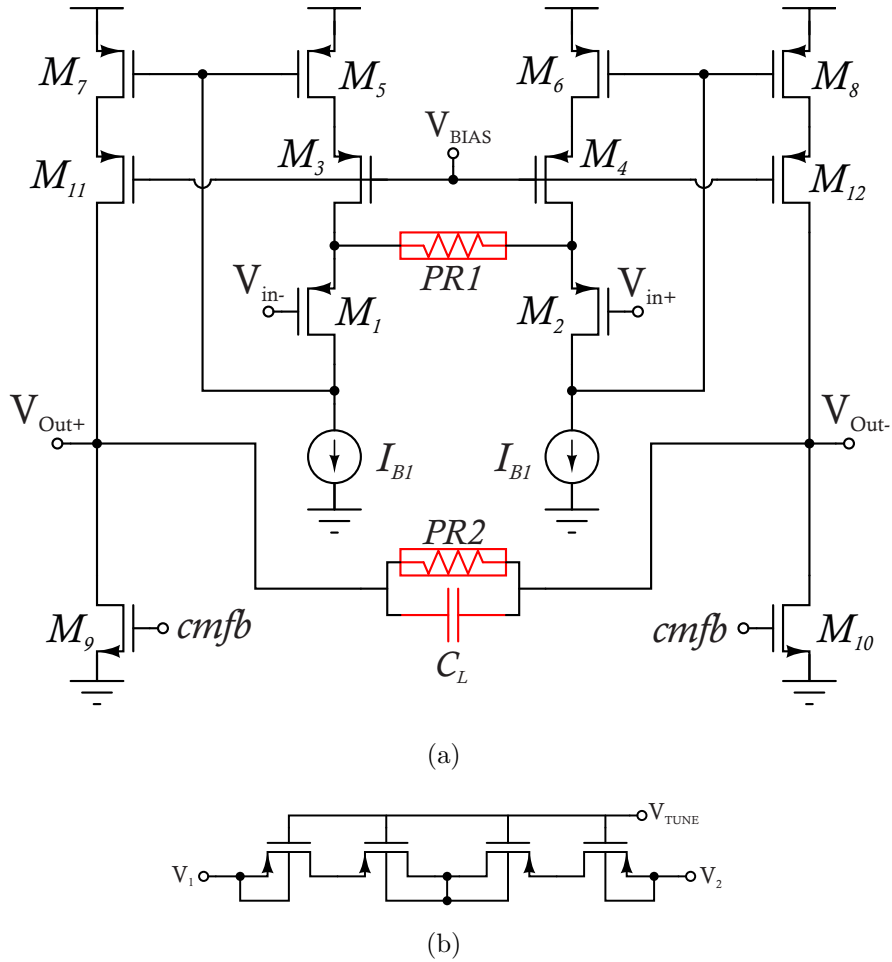 M7 M5 M6 M8
VBIAS
M11 M3 M4 M12
PR1
Vin- M1 M2 Vin+
VOut+ VOut-
IB1 IB1
PR2
M9 cmfb cmfb M10
CL
(a)
VTUNE
V1 V2
(b)